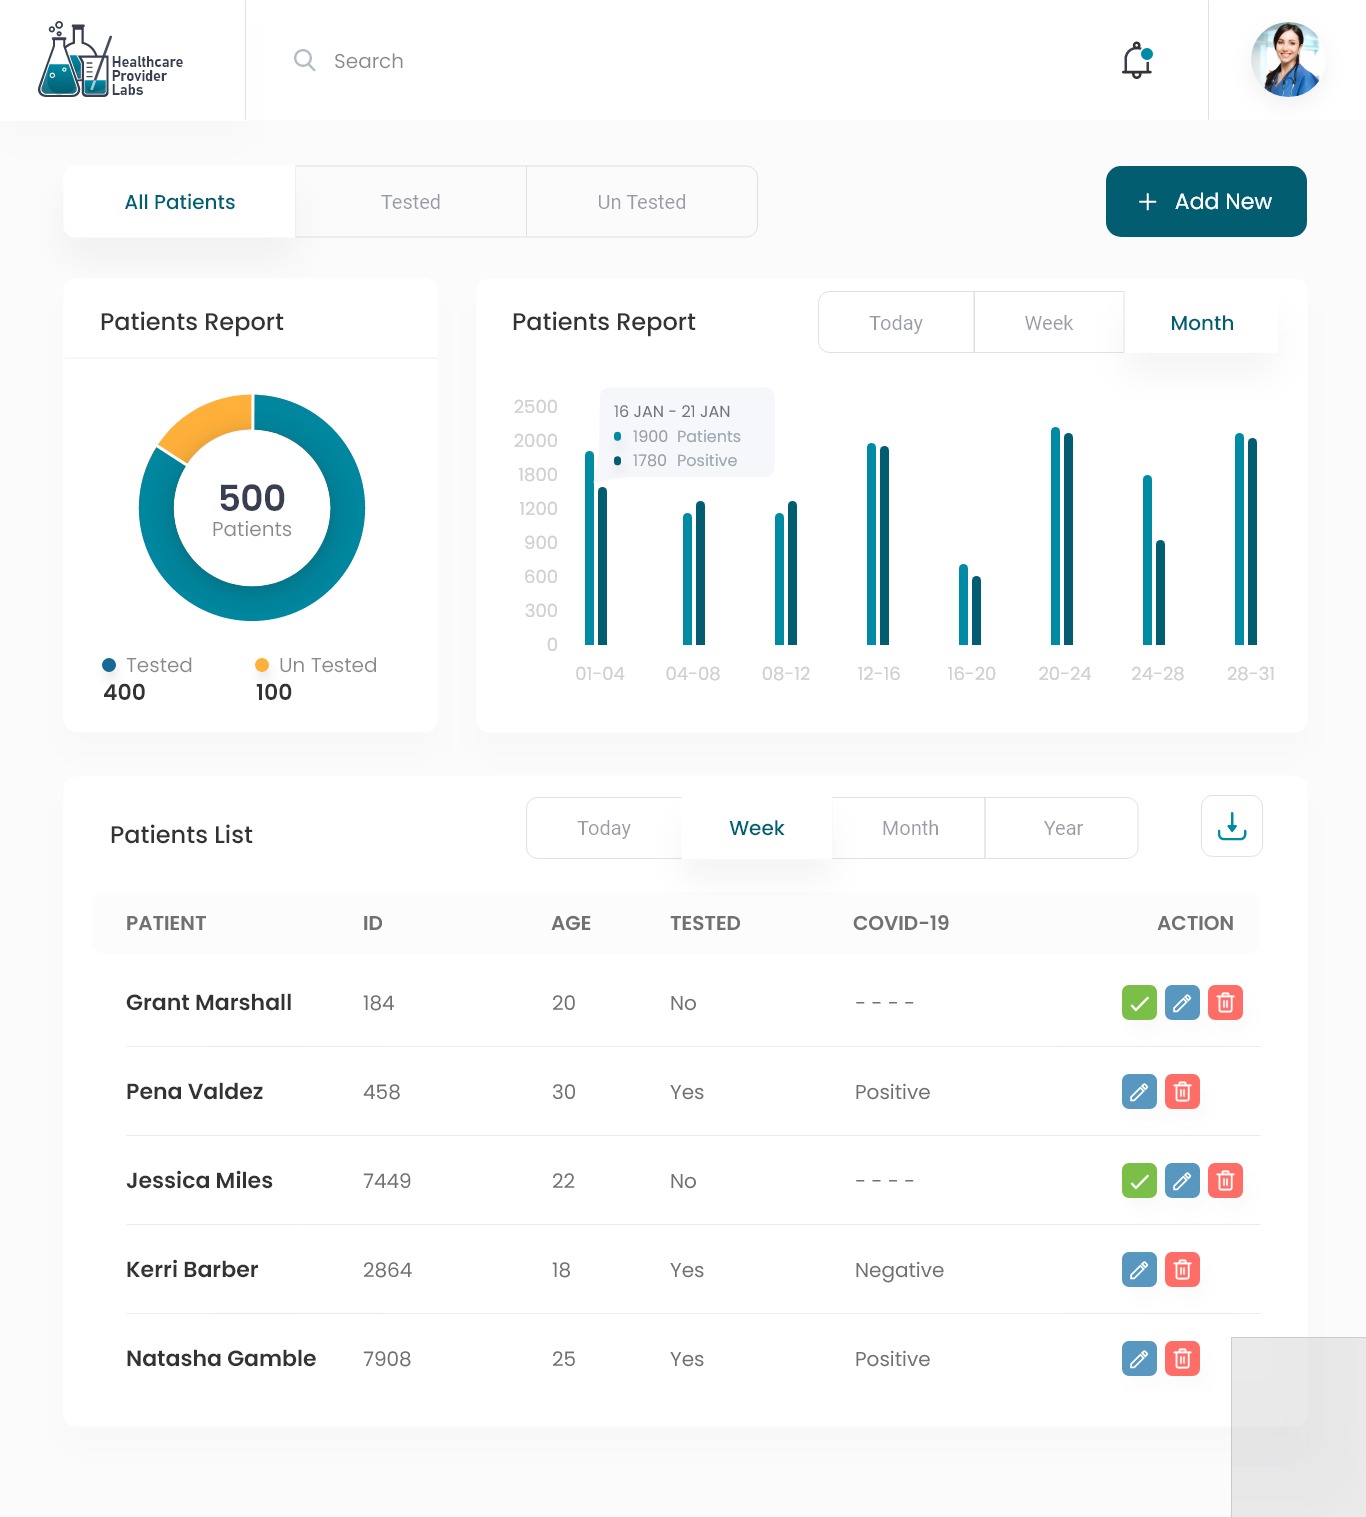 Healthcare
Provider
Labs
Search
All Patients
Tested
Un Tested
+ Add New
Patients Report
500
Patients
Tested
400
Un Tested
100
Patients Report
Today
Week
Month
2500
2000
1800
1200
900
600
300
0
16 JAN - 21 JAN
1900 Patients
1780 Positive
01-04
04-08
08-12
12-16
16-20
20-24
24-28
28-31
Patients List
Today
Week
Month
Year
PATIENT ID AGE TESTED COVID-19 ACTION
Grant Marshall 184 20 No - - - -
Pena Valdez 458 30 Yes Positive
Jessica Miles 7449 22 No - - - -
Kerri Barber 2864 18 Yes Negative
Natasha Gamble 7908 25 Yes Positive